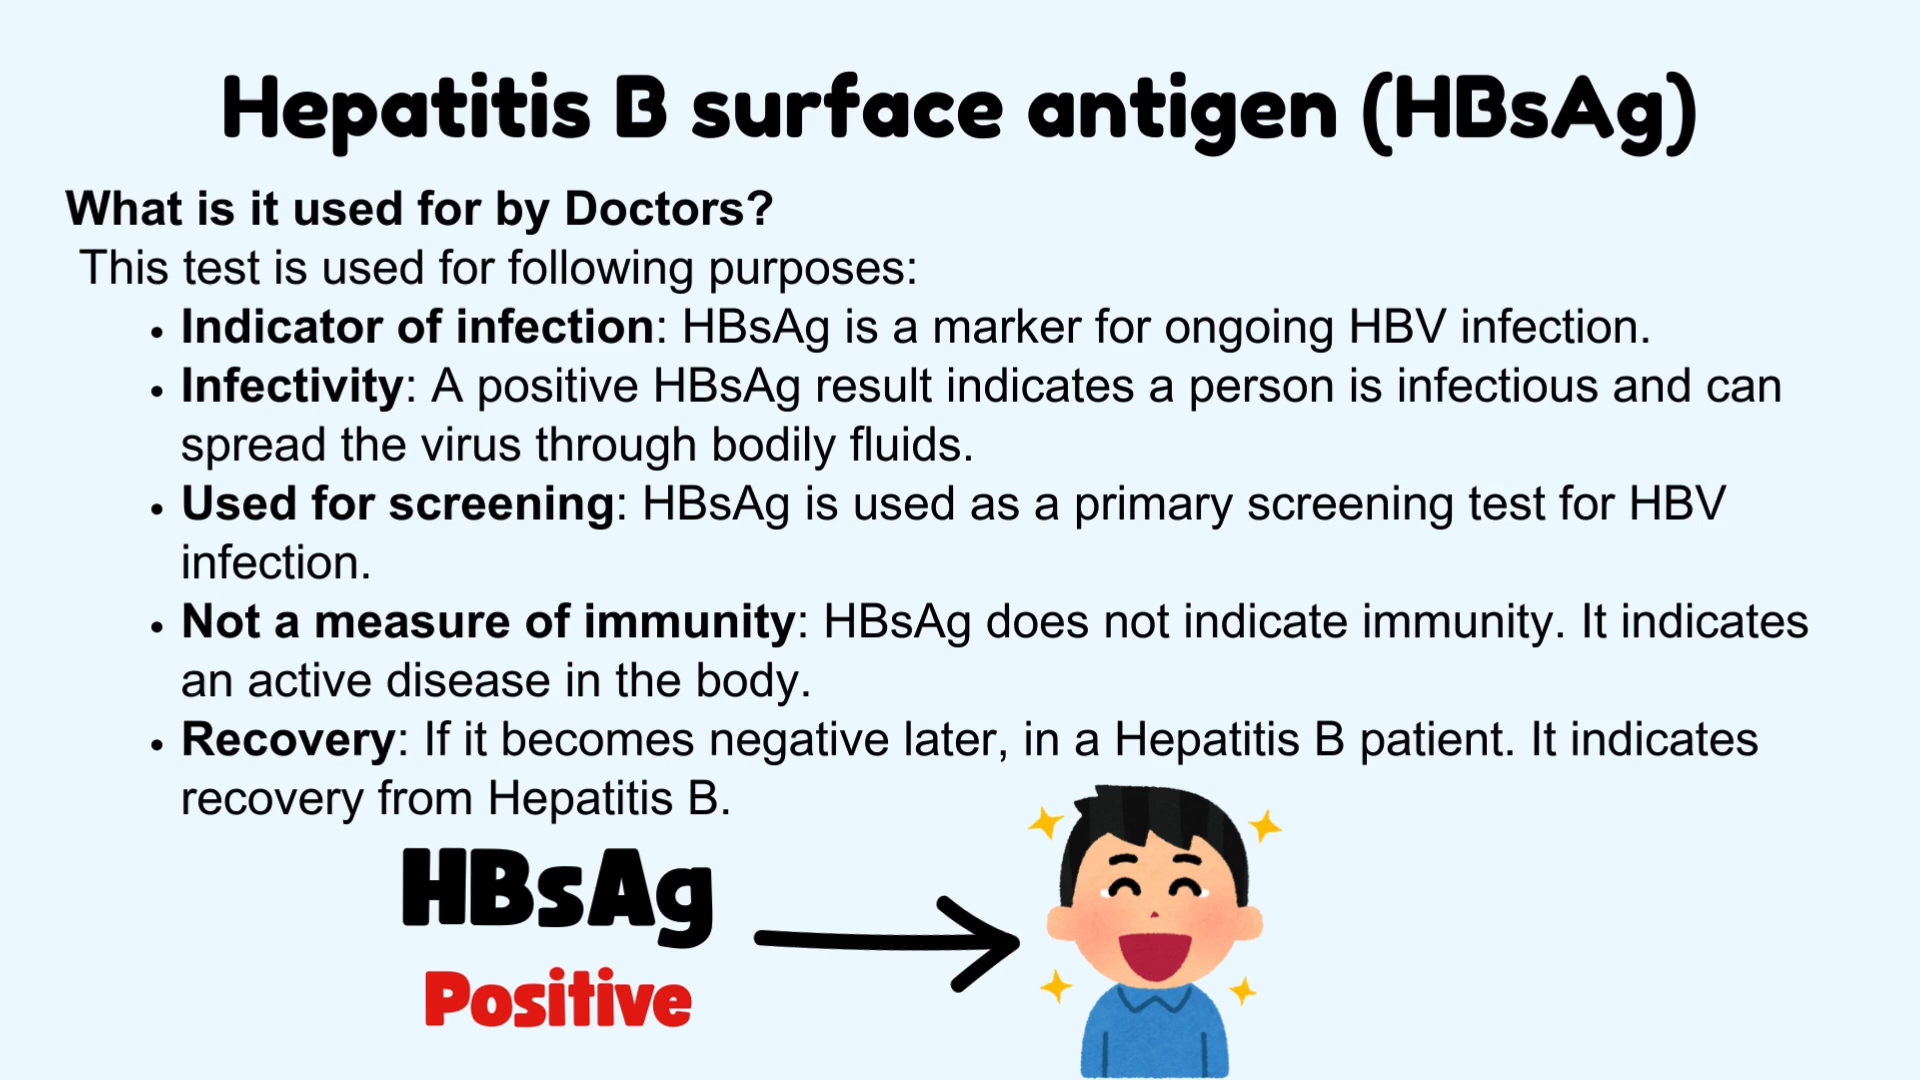 Hepatitis B surface antigen (HBsAg)
What is it used for by Doctors?
This test is used for following purposes:
• Indicator of infection: HBsAg is a marker for ongoing HBV infection.
• Infectivity: A positive HBsAg result indicates a person is infectious and can
spread the virus through bodily fluids.
• Used for screening: HBsAg is used as a primary screening test for HBV
infection.
• Not a measure of immunity: HBsAg does not indicate immunity. It indicates
an active disease in the body.
• Recovery: If it becomes negative later, in a Hepatitis B patient. It indicates
recovery from Hepatitis B.
HBsAg
Positive